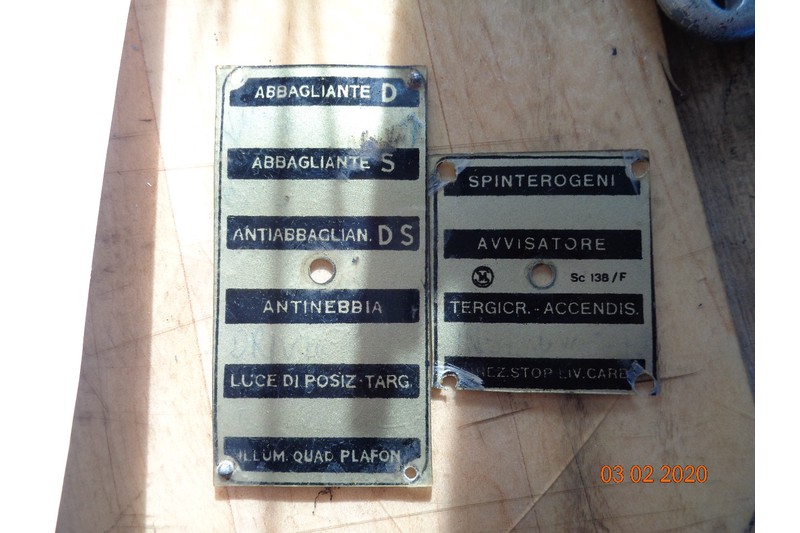 ABBAGLIANTE D
ABBAGLIANTE S
ANTIABBAGLIAN. D S
ANTINEBBIA
LUCE DI POSIZ-TARG.
ILLUM. QUAD PLAFON.
SPINTEROGENI
AVVISATORE
Sc 138/F
TERGICR.-ACCENDIS.
STOP LIV.CARB.
03 02 2020